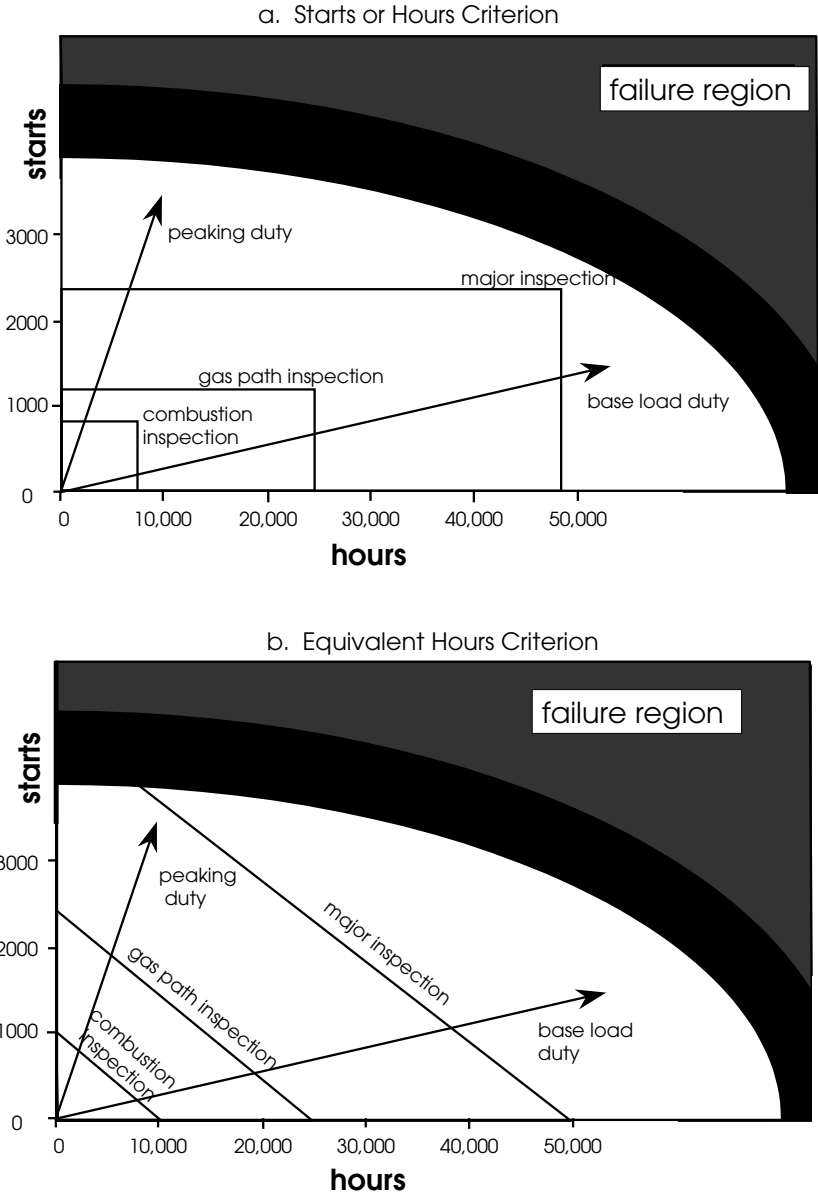 a. Starts or Hours Criterion
failure region
starts
peaking duty
3000
major inspection
2000
gas path inspection
base load duty
1000
combustion
inspection
0
0
10,000
20,000
30,000
40,000
50,000
hours
b. Equivalent Hours Criterion
failure region
starts
3000
peaking
duty
major inspection
2000
gas path inspection
1000
combustion
inspection
base load
duty
0
0
10,000
20,000
30,000
40,000
50,000
hours